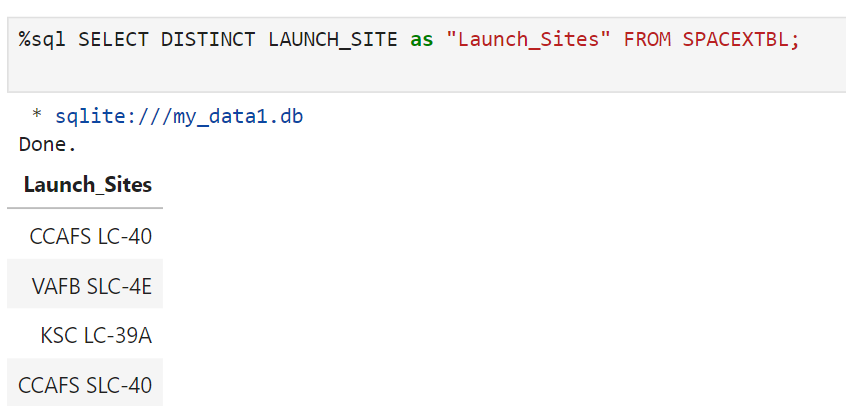 %sql SELECT DISTINCT LAUNCH_SITE as "Launch_Sites" FROM SPACEXTBL;
* sqlite:///my_data1.db
Done.
Launch_Sites
CCAFS LC-40
VAFB SLC-4E
KSC LC-39A
CCAFS SLC-40